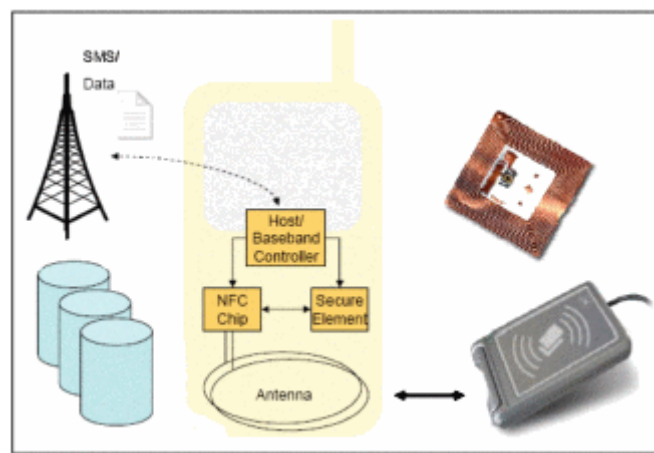 SMS/
Data
Host/
Baseband
Controller
NFC
Chip
Secure
Element
Antenna